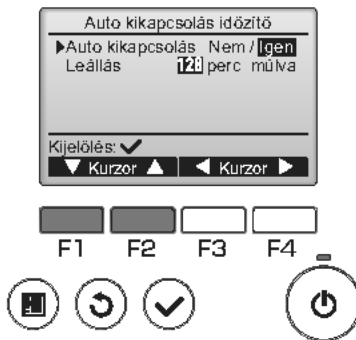 Auto kikapcsolás időzítő
▶Auto kikapcsolás Nem / Igen
Leállás 120 perc múlva
Kijelölés: ✔
▼ Kurzor ▲ ◀ Kurzor ▶
F1 F2 F3 F4